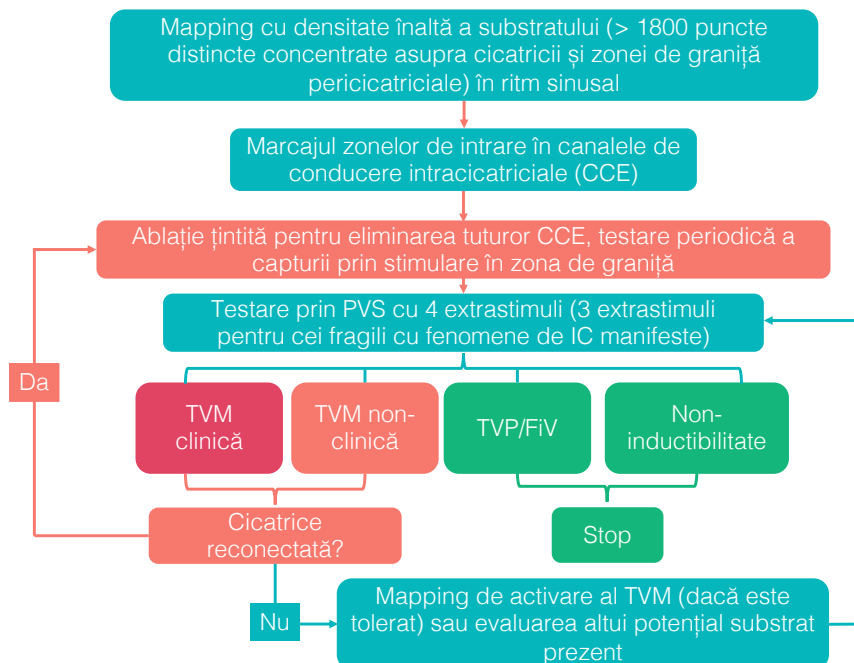 Mapping cu densitate înaltă a substratului (> 1800 puncte
distincte concentrate asupra cicatricii și zonei de graniță
pericicatriciale) în ritm sinusal
Marcajul zonelor de intrare în canalele de
conducere intracicatriciale (CCE)
Ablație țintită pentru eliminarea tuturor CCE, testare periodică a
capturii prin stimulare în zona de graniță
Testare prin PVS cu 4 extrastimuli (3 extrastimuli
pentru cei fragili cu fenomene de IC manifeste)
Da
TVM
clinică
TVM non-
clinică
TVP/FiV
Non-
inductibilitate
Cicatrice
reconectată?
Stop
Nu
Mapping de activare al TVM (dacă este
tolerat) sau evaluarea altui potențial substrat
prezent